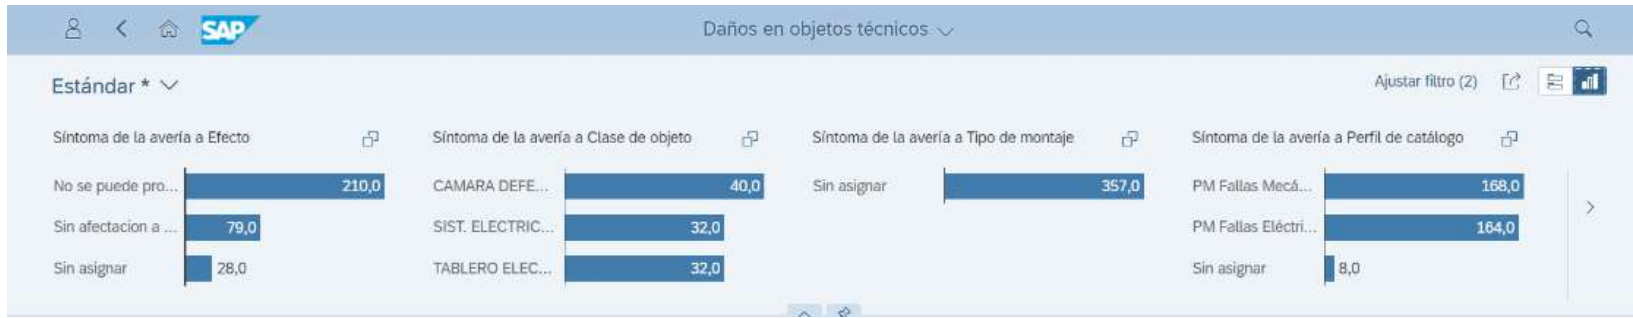 SAP
Daños en objetos técnicos
Estándar *
Ajustar filtro (2)
Síntoma de la avería a Efecto
No se puede pro... 210,0
Sin afectacion a ... 79,0
Sin asignar 28,0
Síntoma de la avería a Clase de objeto
CAMARA DEFE... 40,0
SIST. ELECTRIC... 32,0
TABLERO ELEC... 32,0
Síntoma de la avería a Tipo de montaje
Sin asignar 357,0
Síntoma de la avería a Perfil de catálogo
PM Fallas Mecá... 168,0
PM Fallas Eléctri... 164,0
Sin asignar 8,0